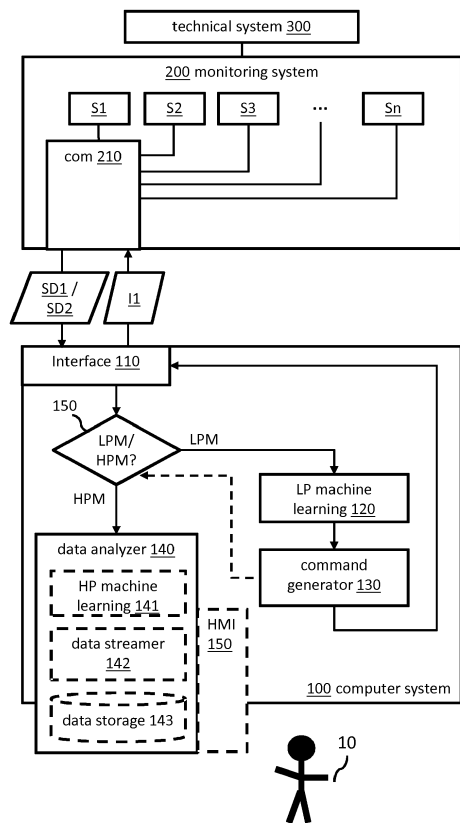 technical system 300
200 monitoring system
S1
S2
S3
...
Sn
com 210
SD1 /
SD2
I1
Interface 110
150
LPM/
HPM?
LPM
HPM
LP machine
learning 120
data analyzer 140
command
generator 130
HP machine
learning 141
HMI
150
data streamer
142
100 computer system
data storage 143
10